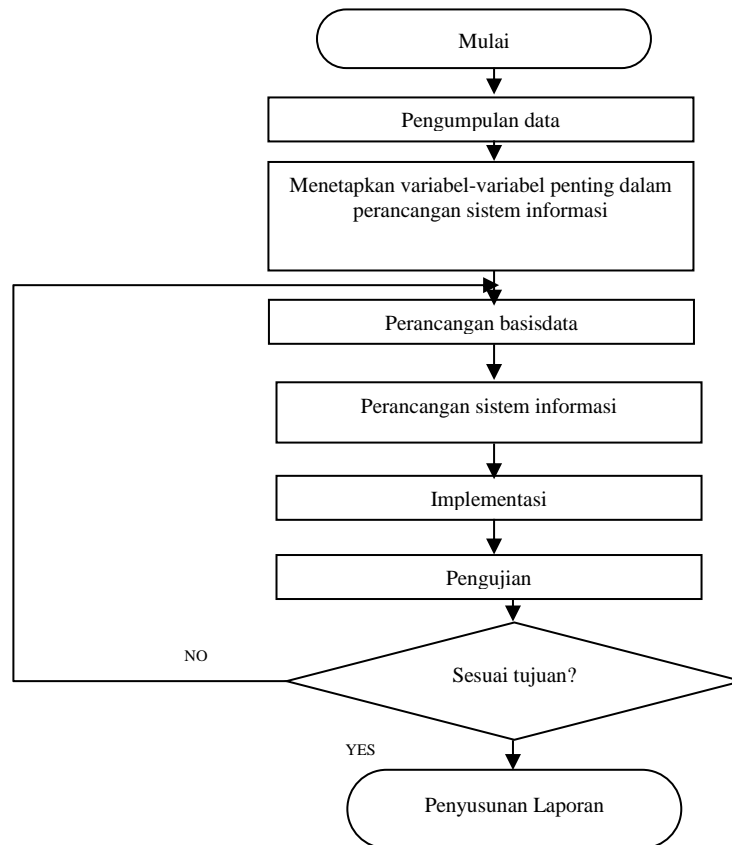 Mulai
Pengumpulan data
Menetapkan variabel-variabel penting dalam
perancangan sistem informasi
Perancangan basisdata
Perancangan sistem informasi
Implementasi
Pengujian
NO
Sesuai tujuan?
YES
Penyusunan Laporan